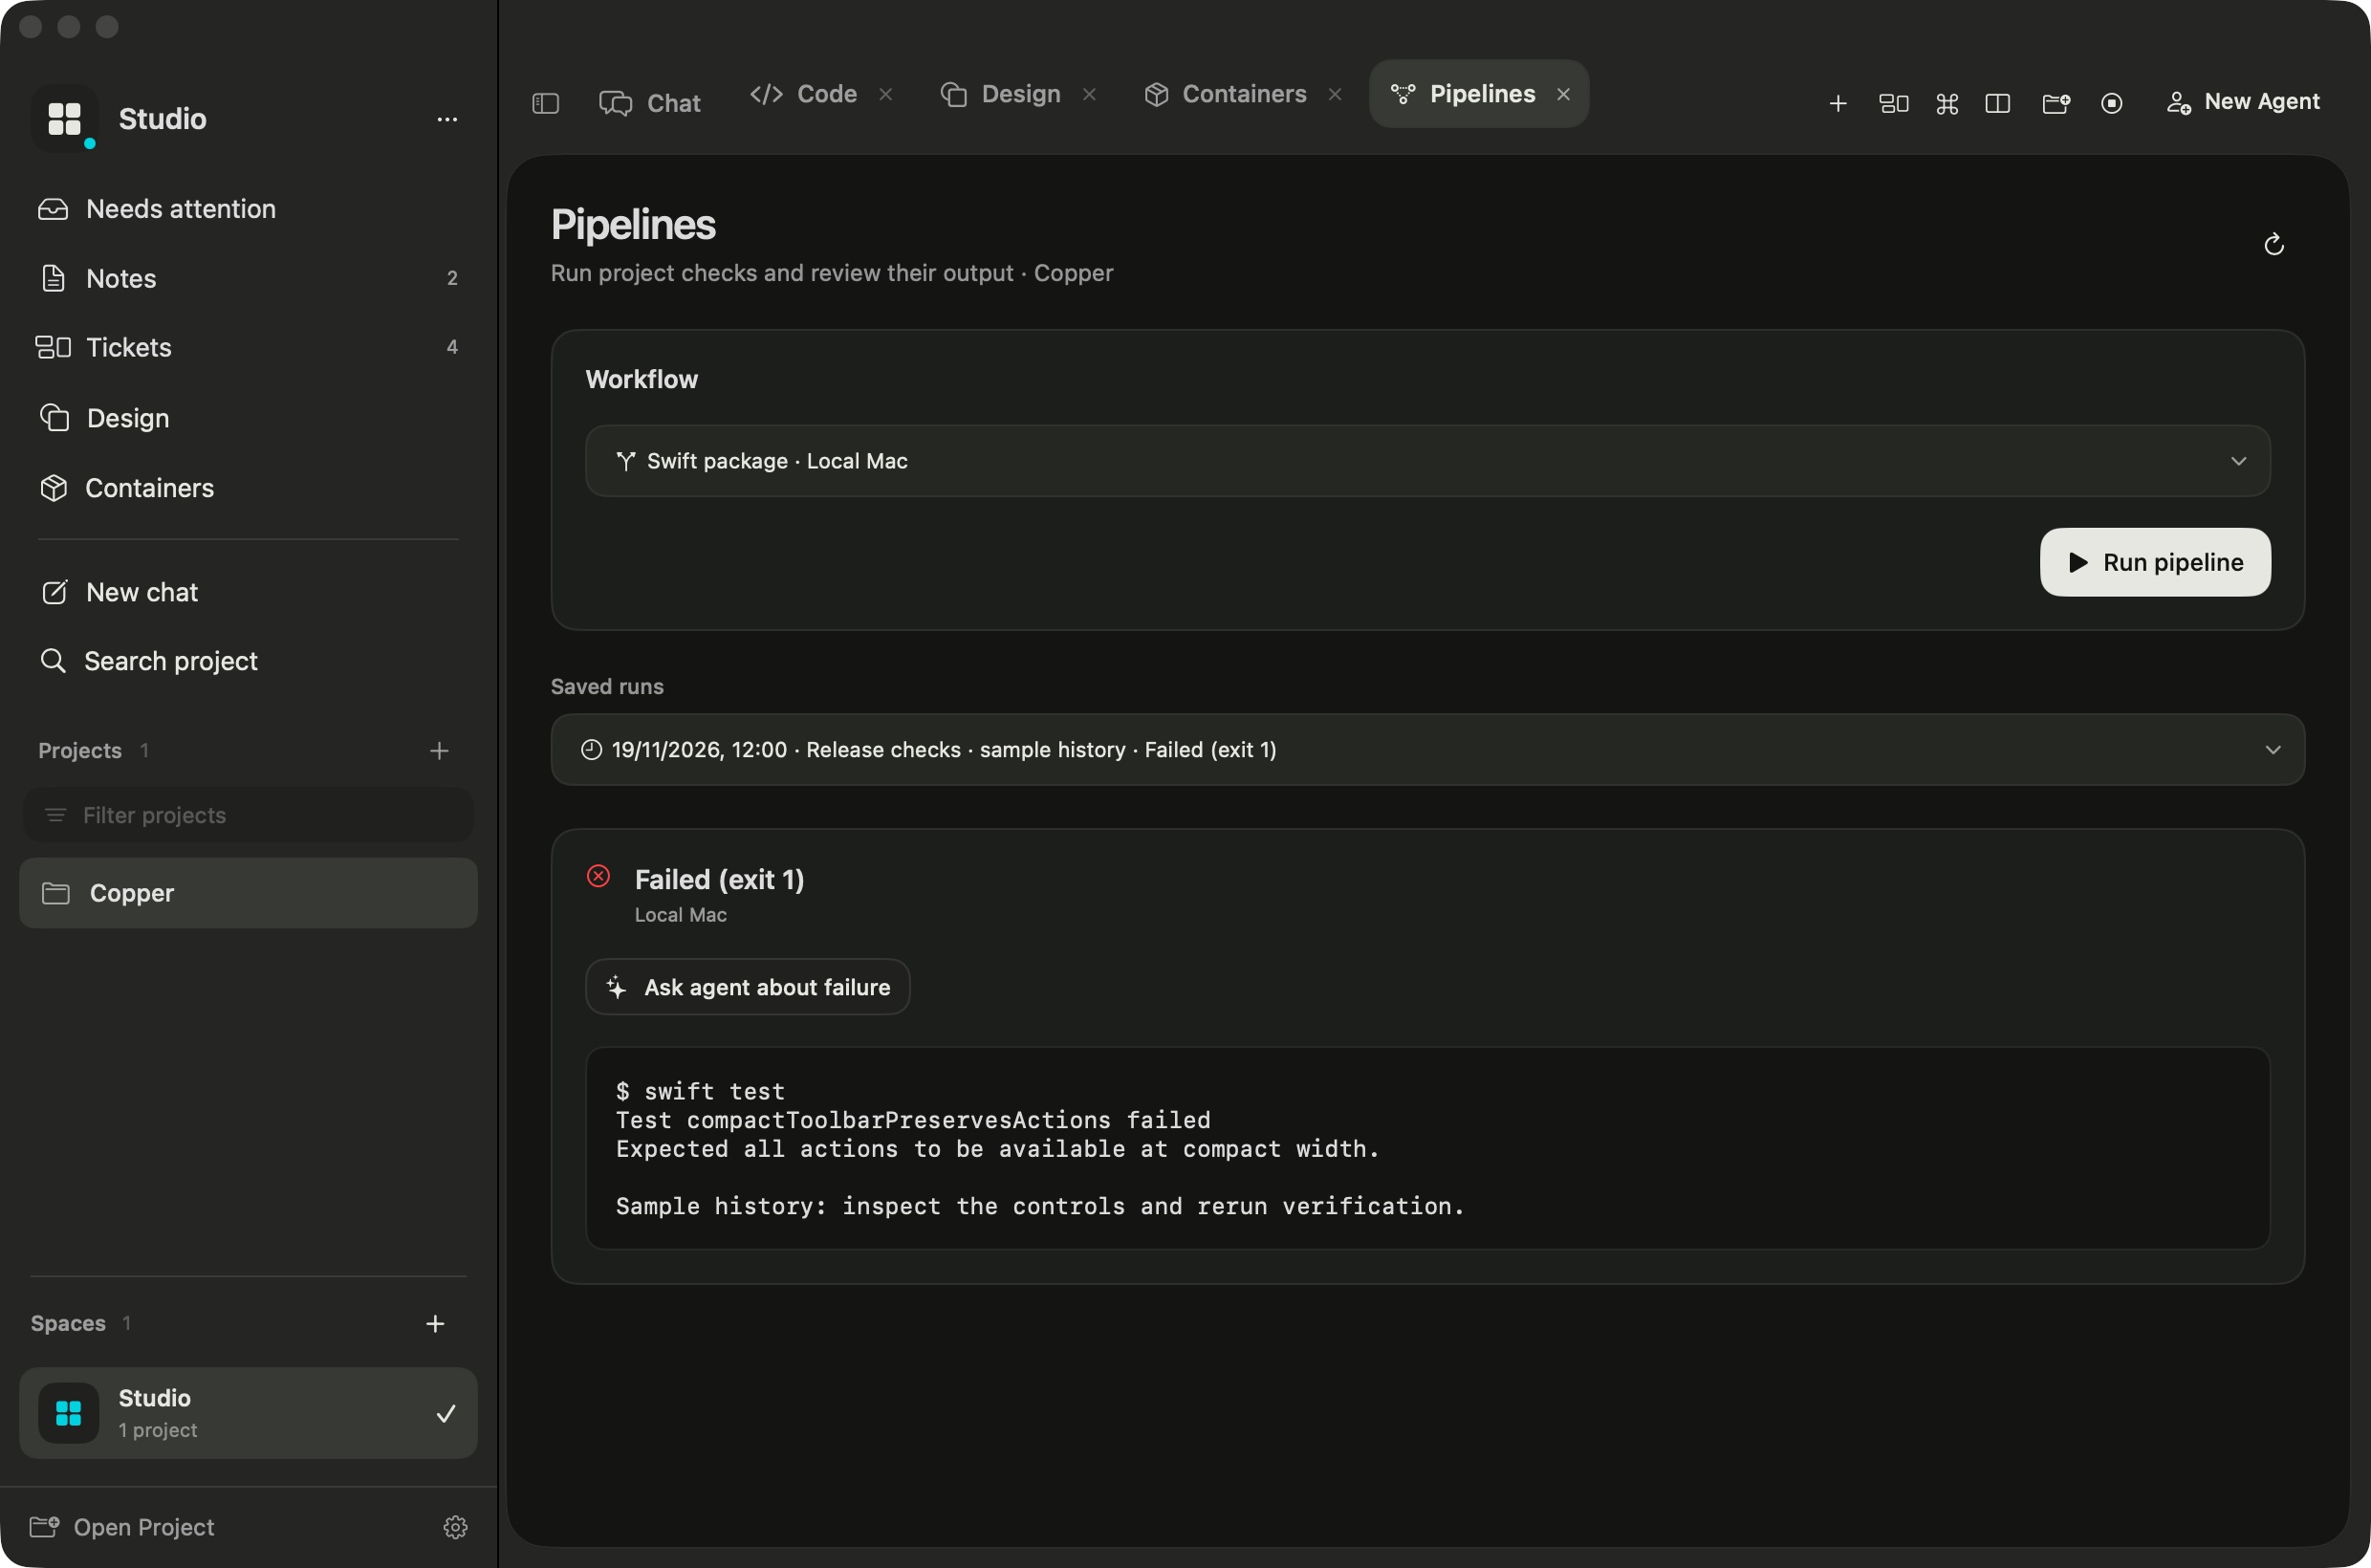 Studio
Needs attention
Notes 2
Tickets 4
Design
Containers
New chat
Search project
Projects 1
Filter projects
Copper
Spaces 1
Studio
1 project
Open Project
Chat
Code
Design
Containers
Pipelines
New Agent
Pipelines
Run project checks and review their output · Copper
Workflow
Swift package · Local Mac
Run pipeline
Saved runs
19/11/2026, 12:00 · Release checks · sample history · Failed (exit 1)
Failed (exit 1)
Local Mac
Ask agent about failure
$ swift test
Test compactToolbarPreservesActions failed
Expected all actions to be available at compact width.
Sample history: inspect the controls and rerun verification.